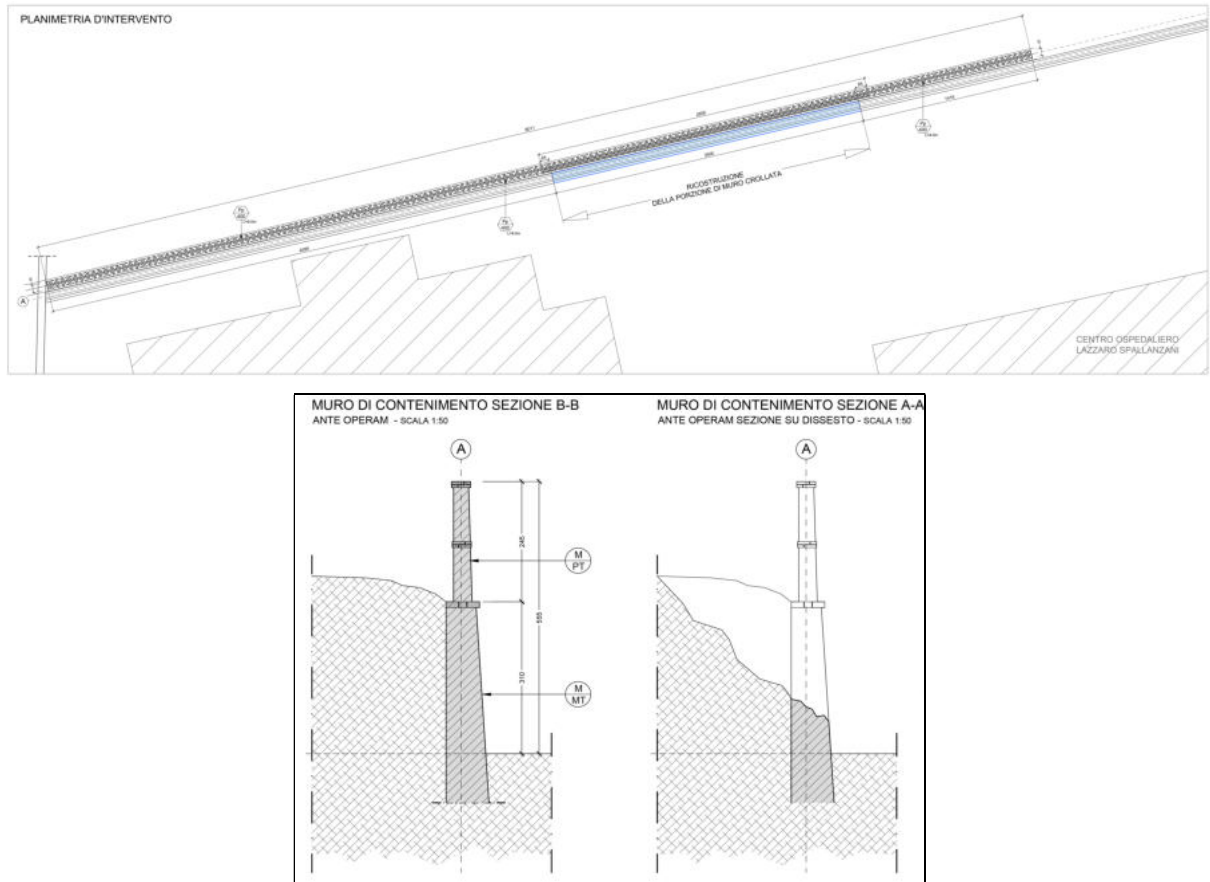 PLANIMETRIA D'INTERVENTO
RICOSTRUZIONE
DELLA PORZIONE DI MURO CROLLATA
A
CENTRO OSPEDALIERO
LAZZARO SPALLANZANI
MURO DI CONTENIMENTO SEZIONE B-B
ANTE OPERAM - SCALA 1:50
A
245
M
PT
555
310
M
MT
MURO DI CONTENIMENTO SEZIONE A-A
ANTE OPERAM SEZIONE SU DISSESTO - SCALA 1:50
A